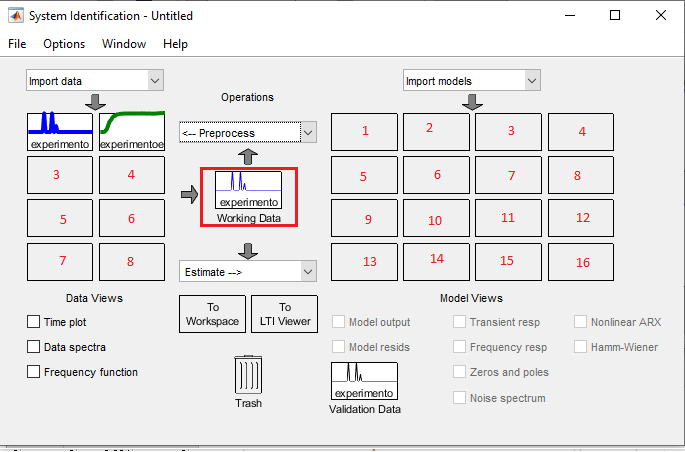 System Identification - Untitled
File Options Window Help
Import data
Operations
Import models
experimento
experimentoe
<-- Preprocess
1 2 3 4
3 4
experimento
Working Data
5 6 7 8
5 6
9 10 11 12
7 8
Estimate -->
13 14 15 16
Data Views
To
Workspace
To
LTI Viewer
Model Views
Time plot
Data spectra
Frequency function
Model output
Transient resp
Nonlinear ARX
Model resids
Frequency resp
Hamm-Wiener
Zeros and poles
Noise spectrum
Trash
experimento
Validation Data